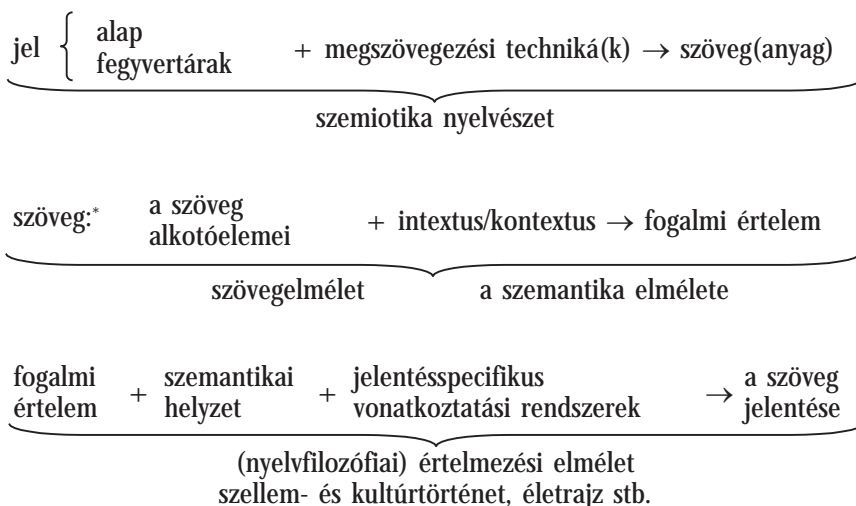 jel { alap
fegyvertárak + megszövegezési techniká(k) → szöveg(anyag)
szemiotika nyelvészet
szöveg:* a szöveg
alkotóelemei + intextus/kontextus → fogalmi értelem
szövegelmélet a szemantika elmélete
fogalmi szemantikai jelentésspecifikus a szöveg
értelem + helyzet + vonatkoztatási rendszerek → jelentése
(nyelvfilozófiai) értelmezési elmélet
szellem- és kultúrtörténet, életrajz stb.